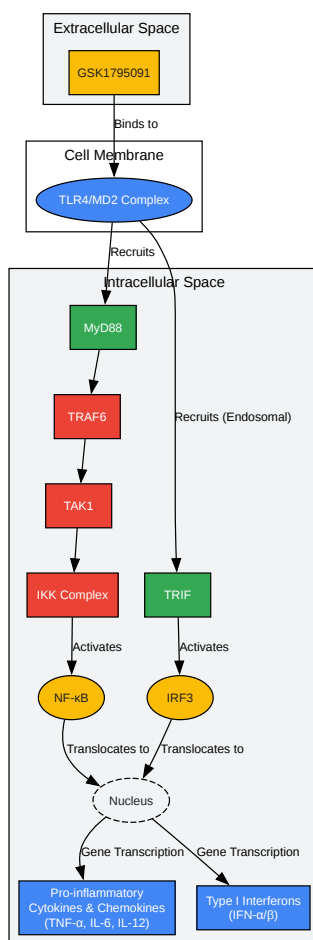 Extracellular Space
GSK1795091
Binds to
Cell Membrane
TLR4/MD2 Complex
Recruits
Intracellular Space
MyD88
TRAF6
Recruits (Endosomal)
TAK1
IKK Complex
TRIF
Activates
Activates
NF-κB
IRF3
Translocates to
Translocates to
Nucleus
Gene Transcription
Gene Transcription
Pro-inflammatory
Cytokines & Chemokines
(TNF-α, IL-6, IL-12)
Type I Interferons
(IFN-α/β)